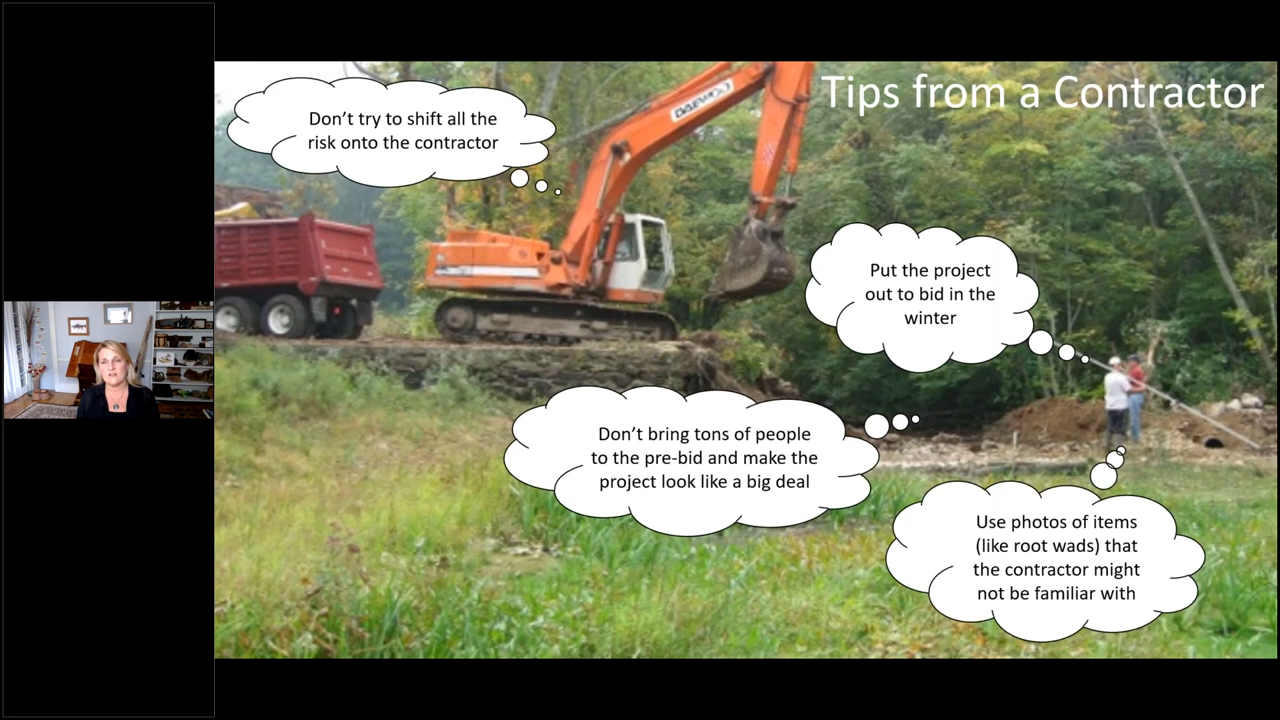 Tips from a Contractor
Don’t try to shift all the
risk onto the contractor
DAEWOO
Put the project
out to bid in the
winter
Don’t bring tons of people
to the pre-bid and make the
project look like a big deal
Use photos of items
(like root wads) that
the contractor might
not be familiar with